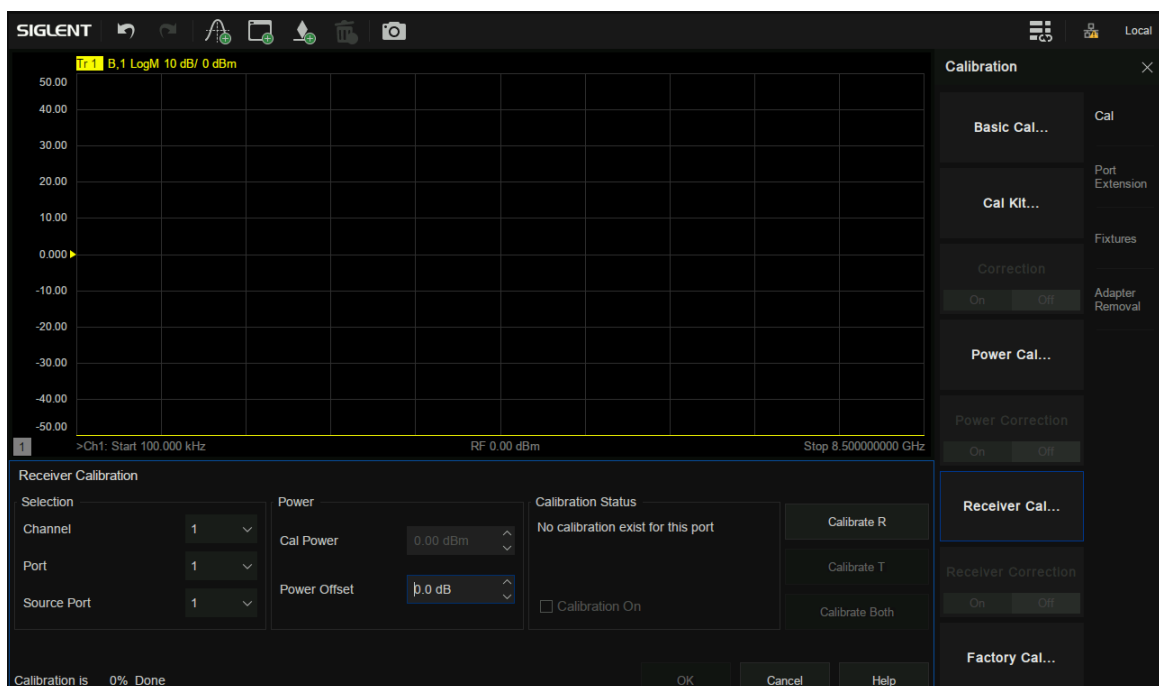 SIGLENT
Local
Tr 1 B,1 LogM 10 dB/ 0 dBm
50.00
40.00
30.00
20.00
10.00
0.000
-10.00
-20.00
-30.00
-40.00
-50.00
1 >Ch1: Start 100.000 kHz RF 0.00 dBm Stop 8.500000000 GHz
Receiver Calibration
Selection
Channel 1
Port 1
Source Port 1
Power
Cal Power 0.00 dBm
Power Offset 0.0 dB
Calibration Status
No calibration exist for this port
Calibration On
Calibrate R
Calibrate T
Calibrate Both
Calibration is 0% Done
OK Cancel Help
Calibration
Basic Cal...
Cal Kit...
Correction
On Off
Power Cal...
Power Correction
On Off
Receiver Cal...
Receiver Correction
On Off
Factory Cal...
Cal
Port
Extension
Fixtures
Adapter
Removal